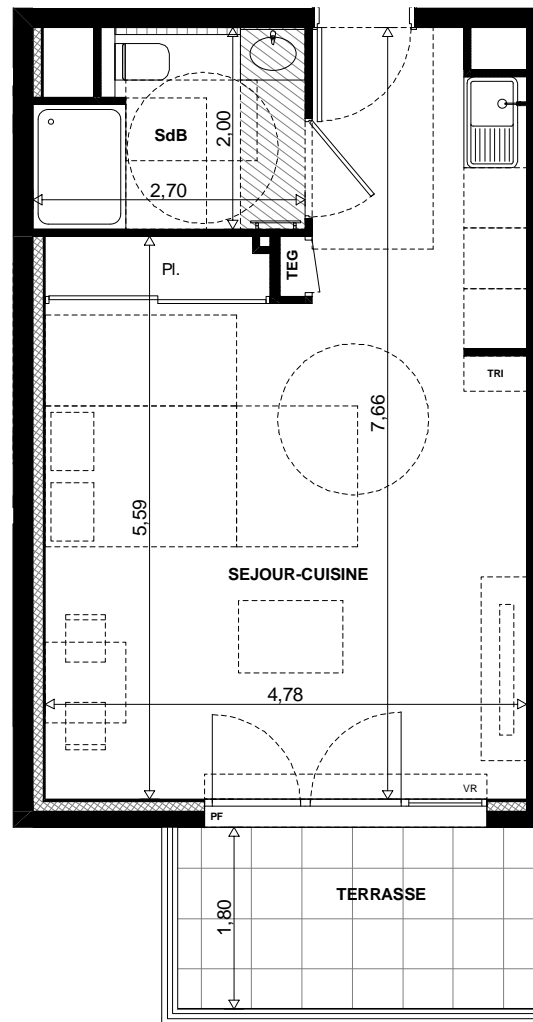 SdB
2,00
2,70
Pl.
TEG
TRI
7,66
5,59
SEJOUR-CUISINE
4,78
VR
PF
TERRASSE
1,80